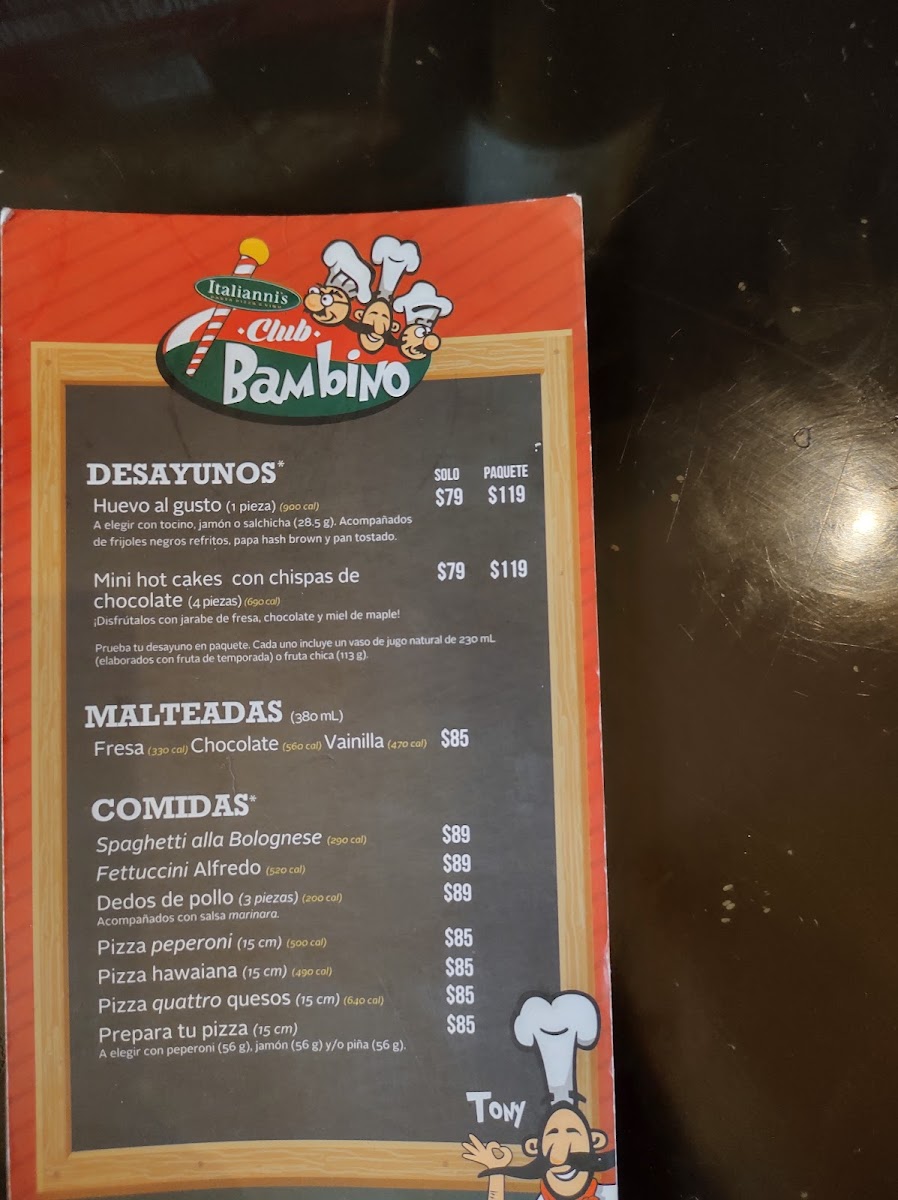 Italianni's
·Club·
Bambino
DESAYUNOS*
SOLO PAQUETE
Huevo al gusto (1 pieza) (900 cal) $79 $119
A elegir con tocino, jamón o salchicha (28.5 g). Acompañados
de frijoles negros refritos, papa hash brown y pan tostado.
Mini hot cakes con chispas de $79 $119
chocolate (4 piezas) (690 cal)
¡Disfrútalos con jarabe de fresa, chocolate y miel de maple!
Prueba tu desayuno en paquete. Cada uno incluye un vaso de jugo natural de 230 mL
(elaborados con fruta de temporada) o fruta chica (113 g).
MALTEADAS (380 mL)
Fresa (330 cal) Chocolate (560 cal) Vainilla (470 cal) $85
COMIDAS*
Spaghetti alla Bolognese (290 cal) $89
Fettuccini Alfredo (520 cal) $89
Dedos de pollo (3 piezas) (200 cal) $89
Acompañados con salsa marinara.
Pizza peperoni (15 cm) (500 cal) $85
Pizza hawaiana (15 cm) (490 cal) $85
Pizza quattro quesos (15 cm) (640 cal) $85
Prepara tu pizza (15 cm) $85
A elegir con peperoni (56 g), jamón (56 g) y/o piña (56 g).
TONY